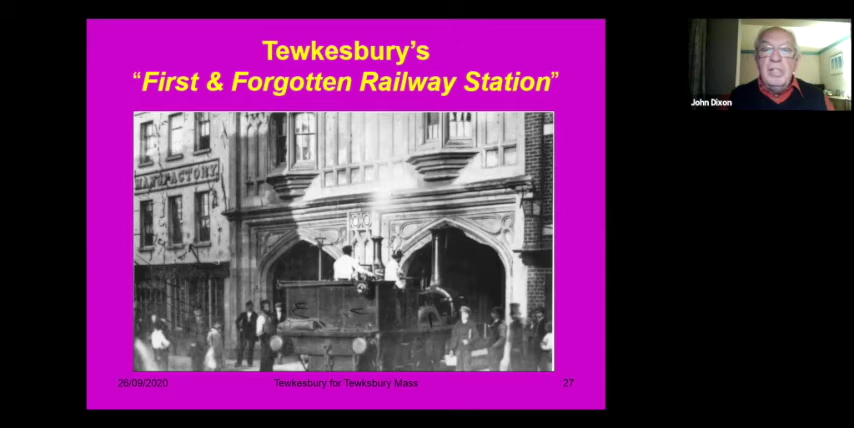 Tewkesbury’s
“First & Forgotten Railway Station”
MANUFACTORY
26/09/2020
Tewkesbury for Tewksbury Mass
27
John Dixon